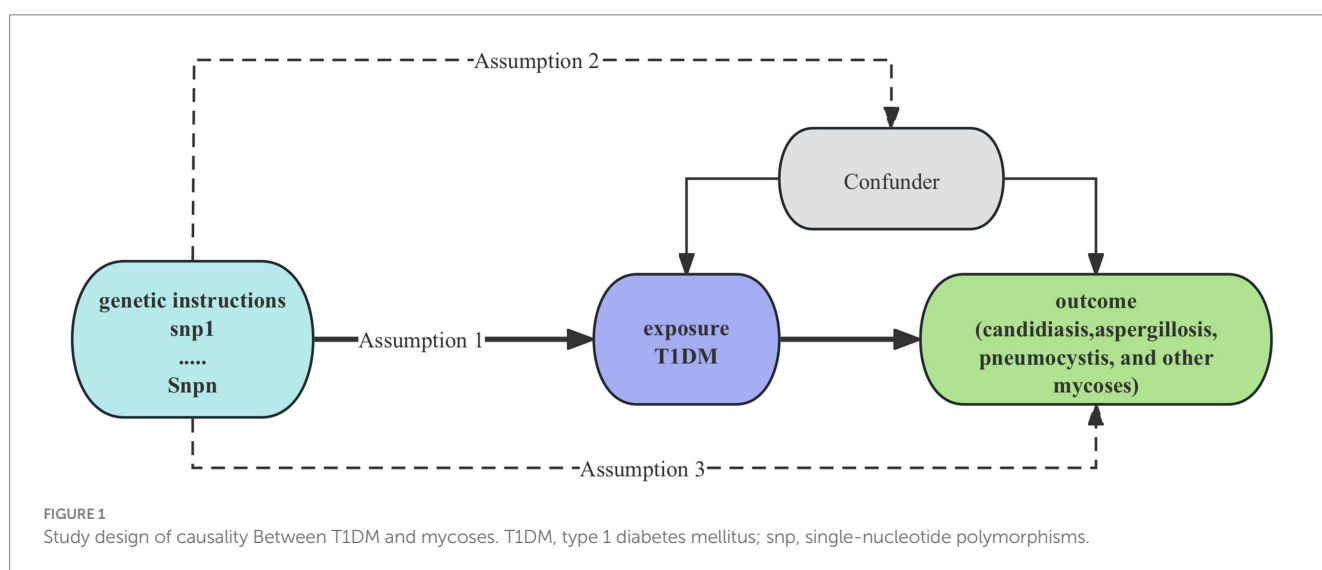 Assumption 2
Confunder
genetic instructions
snp1
.....
Snpn
Assumption 1
exposure
T1DM
outcome
(candidiasis,aspergillosis,
pneumocystis, and other
mycoses)
Assumption 3
FIGURE 1
Study design of causality Between T1DM and mycoses. T1DM, type 1 diabetes mellitus; snp, single-nucleotide polymorphisms.